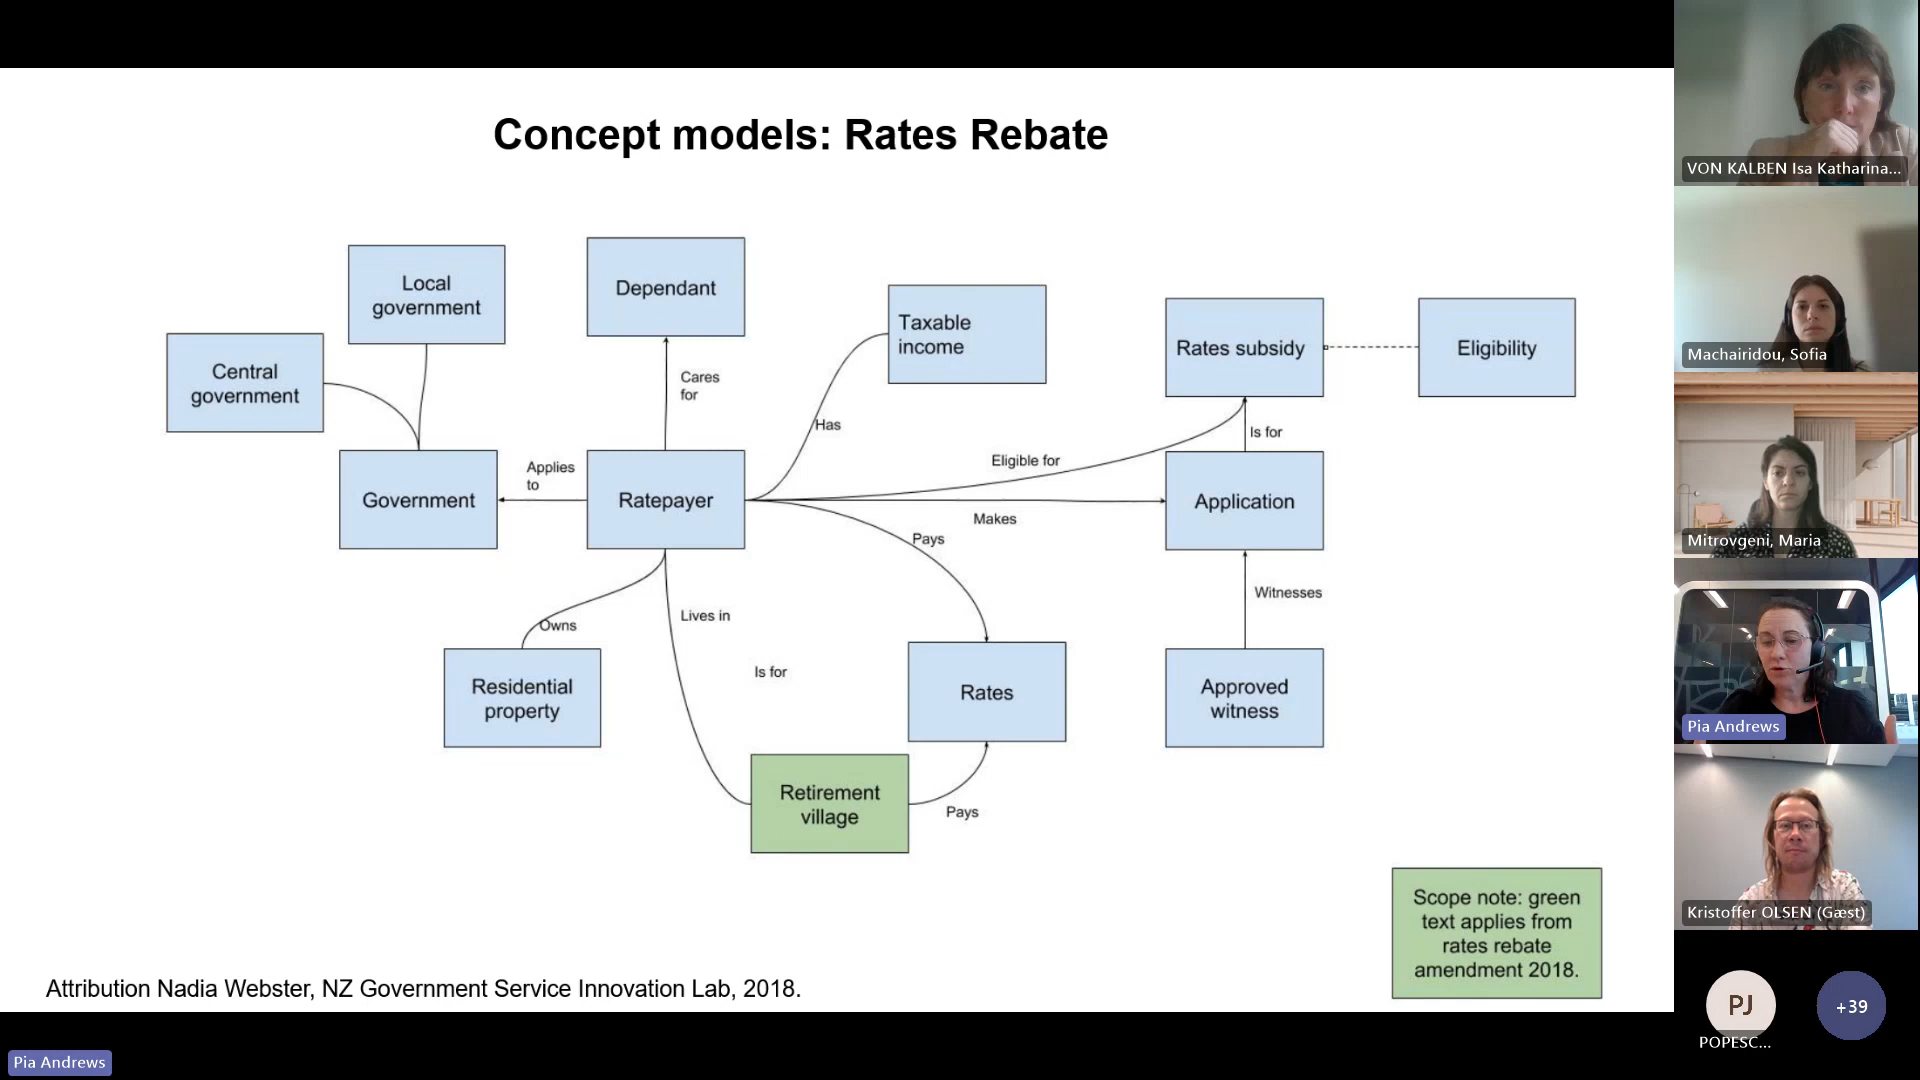 Concept models: Rates Rebate
Local
government
Dependant
Taxable
income
Rates subsidy
Eligibility
Central
government
Cares
for
Has
Is for
Eligible for
Applies
to
Government
Ratepayer
Makes
Application
Pays
Witnesses
Owns
Lives in
Is for
Residential
property
Rates
Approved
witness
Retirement
village
Pays
Scope note: green
text applies from
rates rebate
amendment 2018.
Attribution Nadia Webster, NZ Government Service Innovation Lab, 2018.
Pia Andrews
VON KALBEN Isa Katharina...
Machairidou, Sofia
Mitrovgeni, Maria
Pia Andrews
Kristoffer OLSEN (Gæst)
PJ
+39
POPESC...